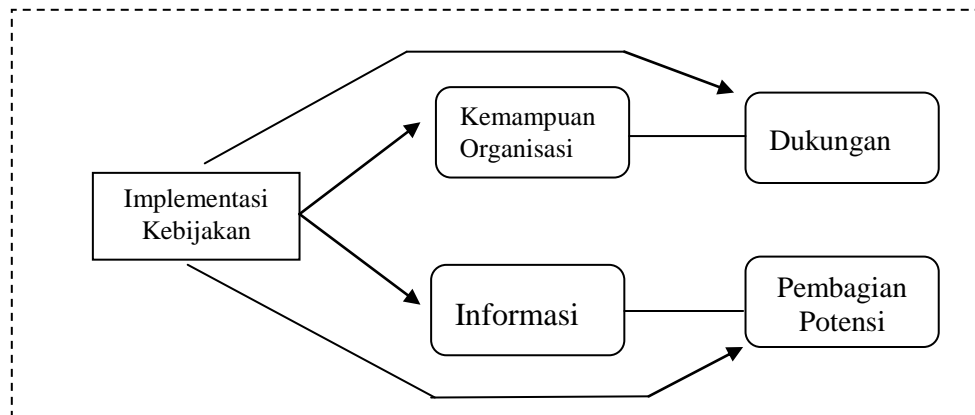 Kemampuan
Organisasi
Dukungan
Implementasi
Kebijakan
Informasi
Pembagian
Potensi